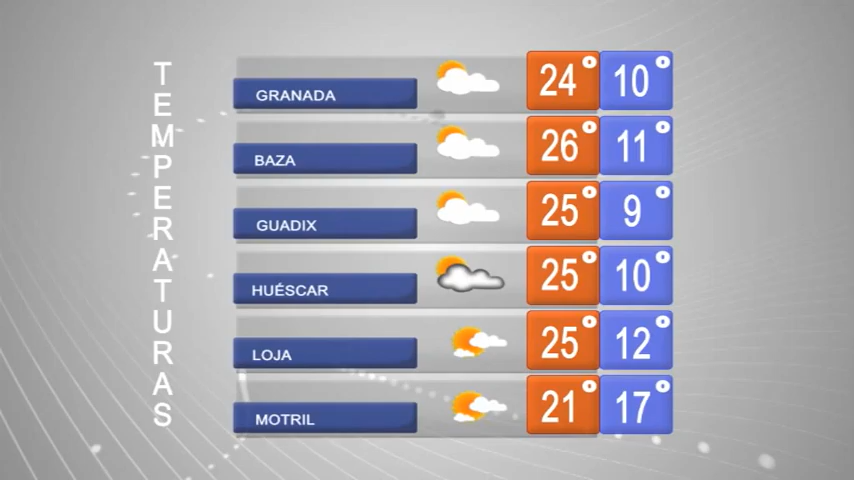 TEMPERATURAS
GRANADA 24° 10°
BAZA 26° 11°
GUADIX 25° 9°
HUÉSCAR 25° 10°
LOJA 25° 12°
MOTRIL 21° 17°